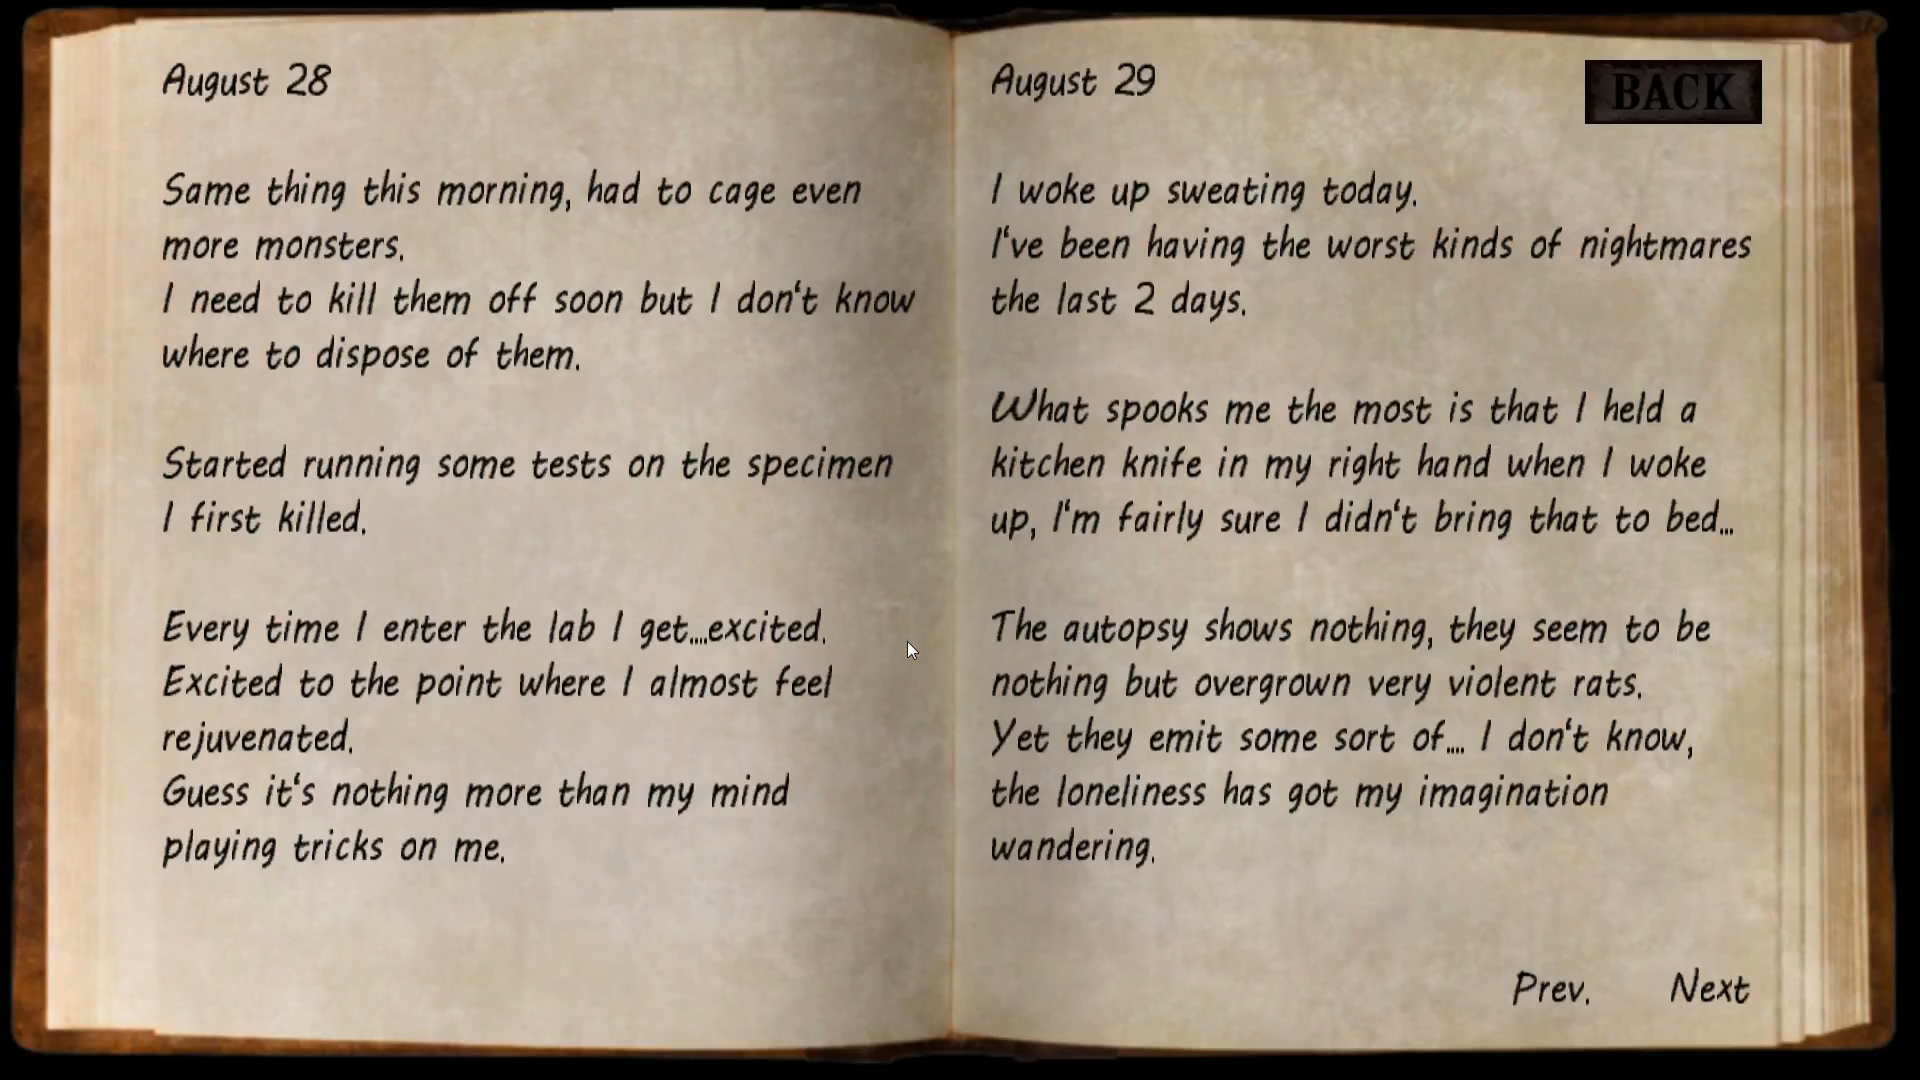 August 28
Same thing this morning, had to cage even
more monsters.
I need to kill them off soon but I don't know
where to dispose of them.
Started running some tests on the specimen
I first killed.
Every time I enter the lab I get....excited.
Excited to the point where I almost feel
rejuvenated.
Guess it's nothing more than my mind
playing tricks on me.
August 29
BACK
I woke up sweating today.
I've been having the worst kinds of nightmares
the last 2 days.
What spooks me the most is that I held a
kitchen knife in my right hand when I woke
up, I'm fairly sure I didn't bring that to bed...
The autopsy shows nothing, they seem to be
nothing but overgrown very violent rats.
Yet they emit some sort of.... I don't know,
the loneliness has got my imagination
wandering.
Prev. Next